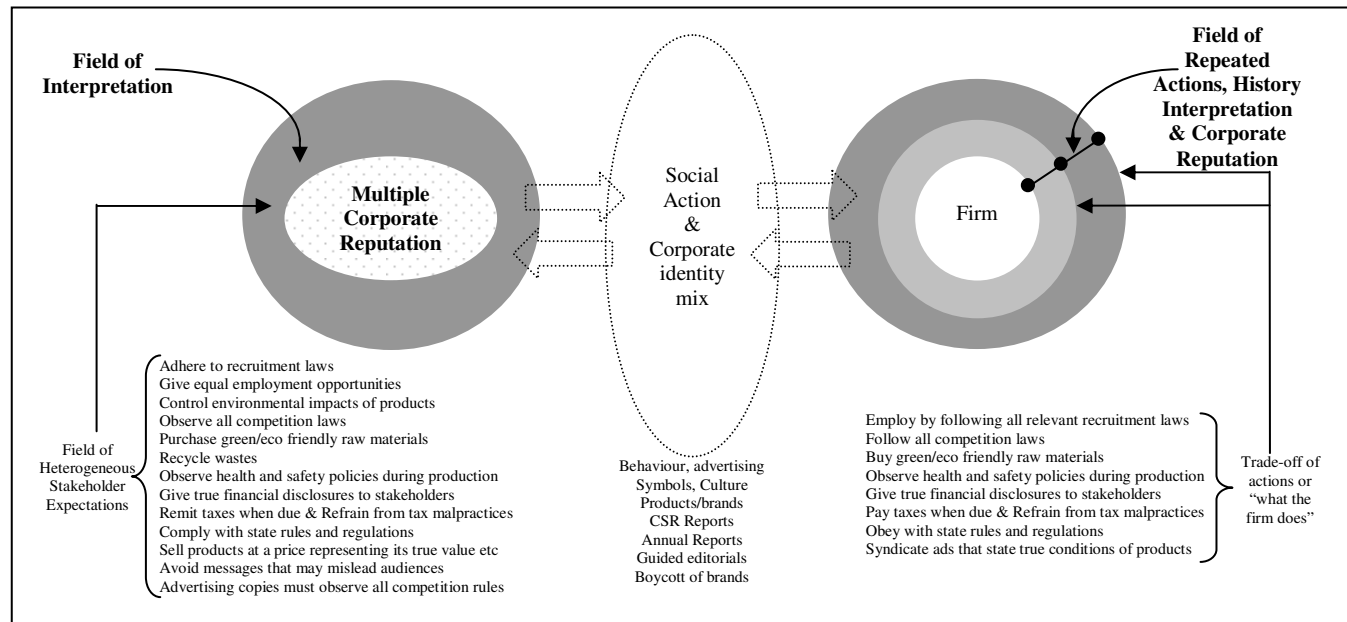 Field of
Interpretation
Multiple
Corporate
Reputation
Social
Action
&
Corporate
identity
mix
Firm
Field of
Repeated
Actions, History
Interpretation
& Corporate
Reputation
Field of
Heterogeneous
Stakeholder
Expectations
Adhere to recruitment laws
Give equal employment opportunities
Control environmental impacts of products
Observe all competition laws
Purchase green/eco friendly raw materials
Recycle wastes
Observe health and safety policies during production
Give true financial disclosures to stakeholders
Remit taxes when due & Refrain from tax malpractices
Comply with state rules and regulations
Sell products at a price representing its true value etc
Avoid messages that may mislead audiences
Advertising copies must observe all competition rules
Behaviour, advertising
Symbols, Culture
Products/brands
CSR Reports
Annual Reports
Guided editorials
Boycott of brands
Employ by following all relevant recruitment laws
Follow all competition laws
Buy green/eco friendly raw materials
Observe health and safety policies during production
Give true financial disclosures to stakeholders
Pay taxes when due & Refrain from tax malpractices
Obey with state rules and regulations
Syndicate ads that state true conditions of products
Trade-off of
actions or
“what the
firm does”